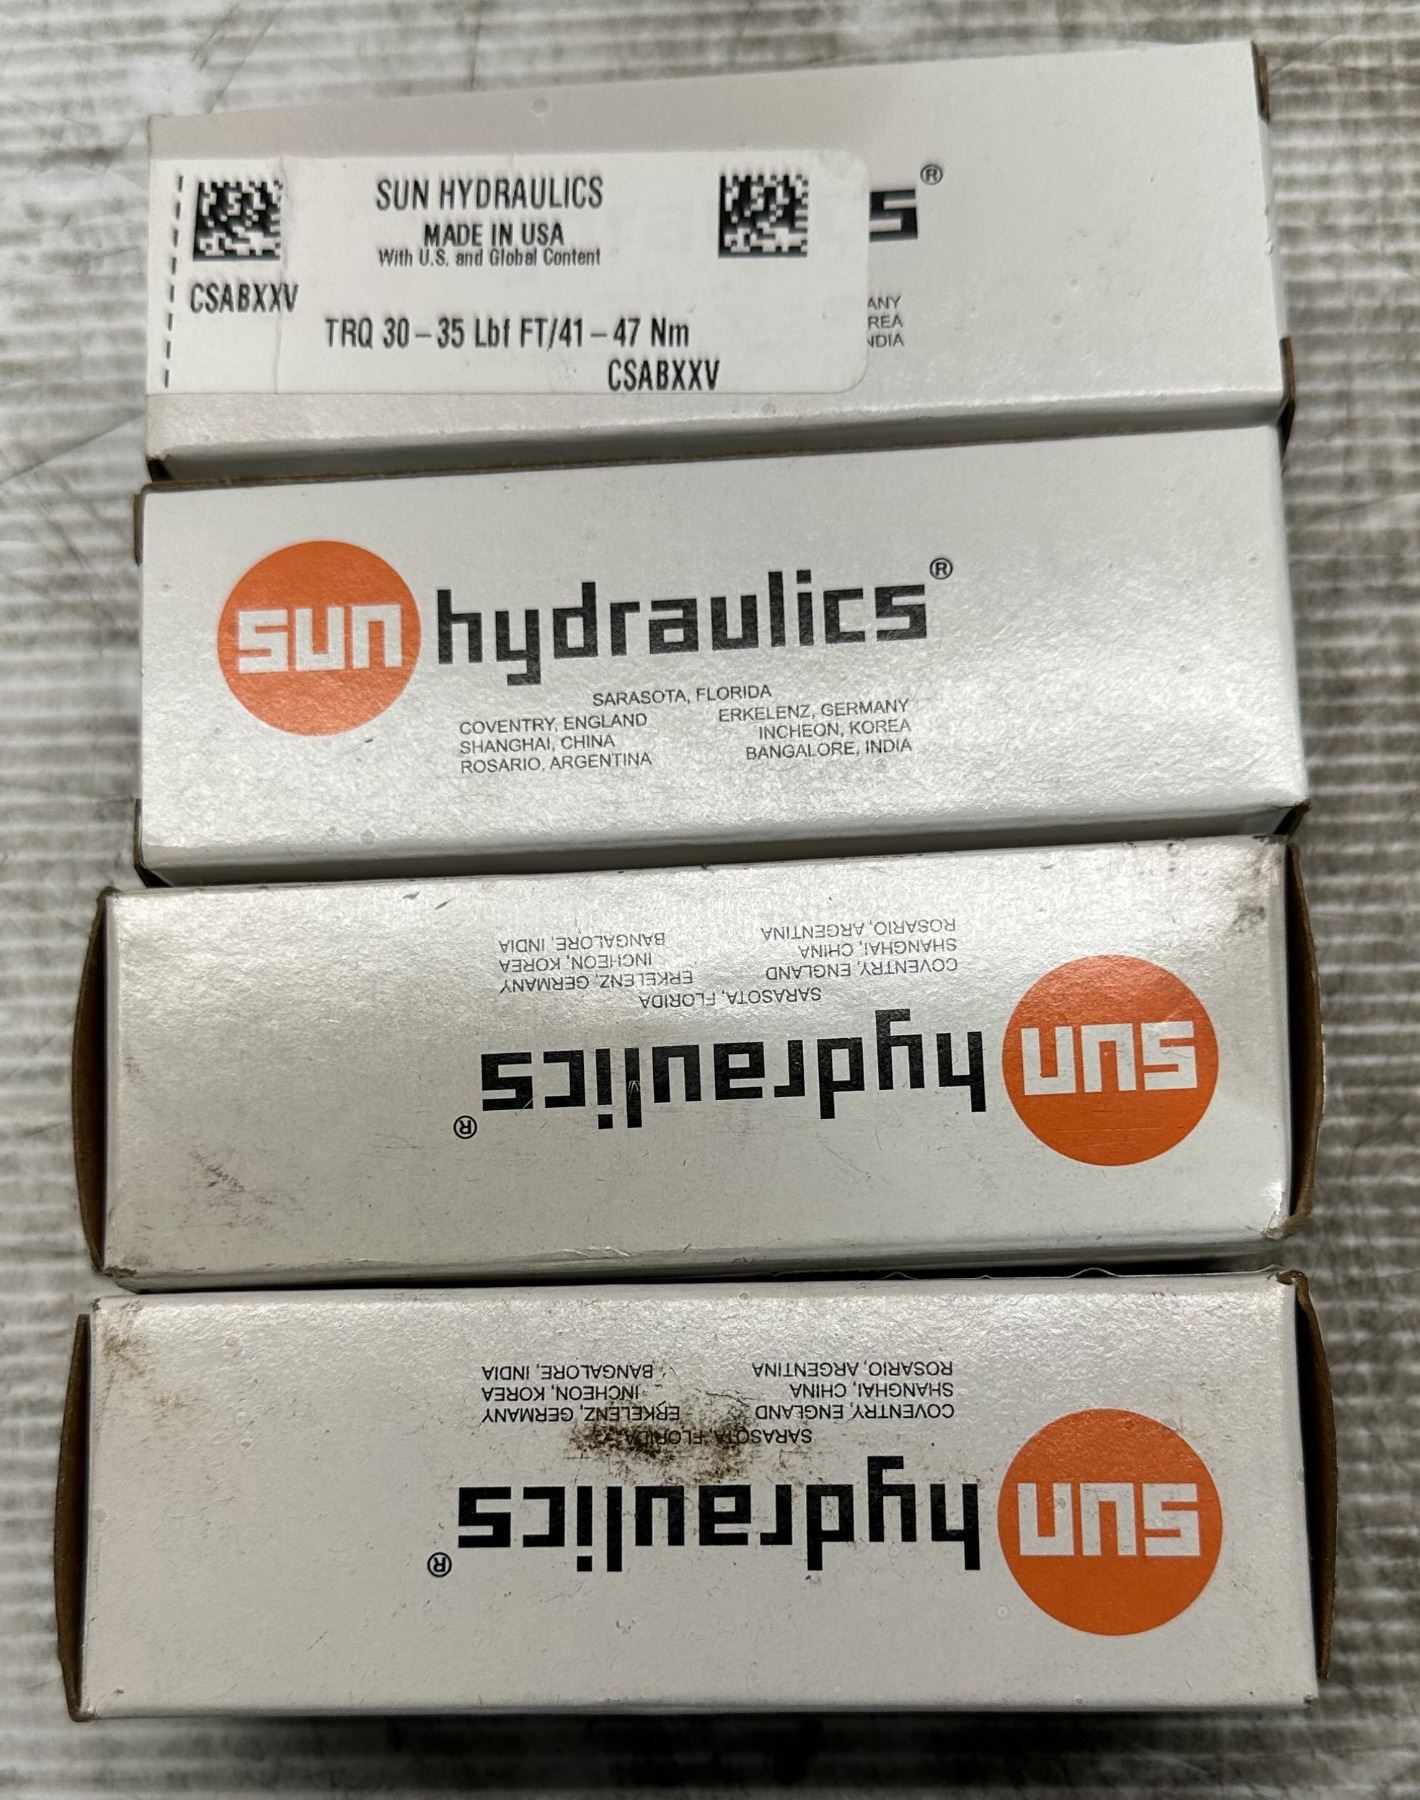 SUN HYDRAULICS
MADE IN USA
With U.S. and Global Content
CSABXXV
TRQ 30 – 35 Lbf FT/41 – 47 Nm
CSABXXV
s®
ANY
REA
NDIA
sun hydraulics®
SARASOTA, FLORIDA
COVENTRY, ENGLAND ERKELENZ, GERMANY
SHANGHAI, CHINA INCHEON, KOREA
ROSARIO, ARGENTINA BANGALORE, INDIA
sun hydraulics®
SARASOTA, FLORIDA
COVENTRY, ENGLAND ERKELENZ, GERMANY
SHANGHAI, CHINA INCHEON, KOREA
ROSARIO, ARGENTINA BANGALORE, INDIA
sun hydraulics®
SARASOTA, FLORIDA
COVENTRY, ENGLAND ERKELENZ, GERMANY
SHANGHAI, CHINA INCHEON, KOREA
ROSARIO, ARGENTINA BANGALORE, INDIA